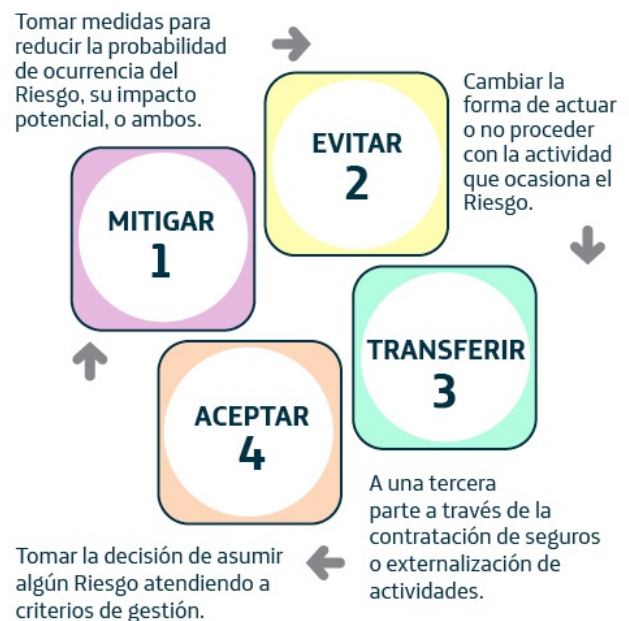 Tomar medidas para
reducir la probabilidad
de ocurrencia del
Riesgo, su impacto
potencial, o ambos.
MITIGAR
1
EVITAR
2
Cambiar la
forma de actuar
o no proceder
con la actividad
que ocasiona el
Riesgo.
TRANSFERIR
3
A una tercera
parte a través de la
contratación de seguros
o externalización de
actividades.
ACEPTAR
4
Tomar la decisión de asumir
algún Riesgo atendiendo a
criterios de gestión.